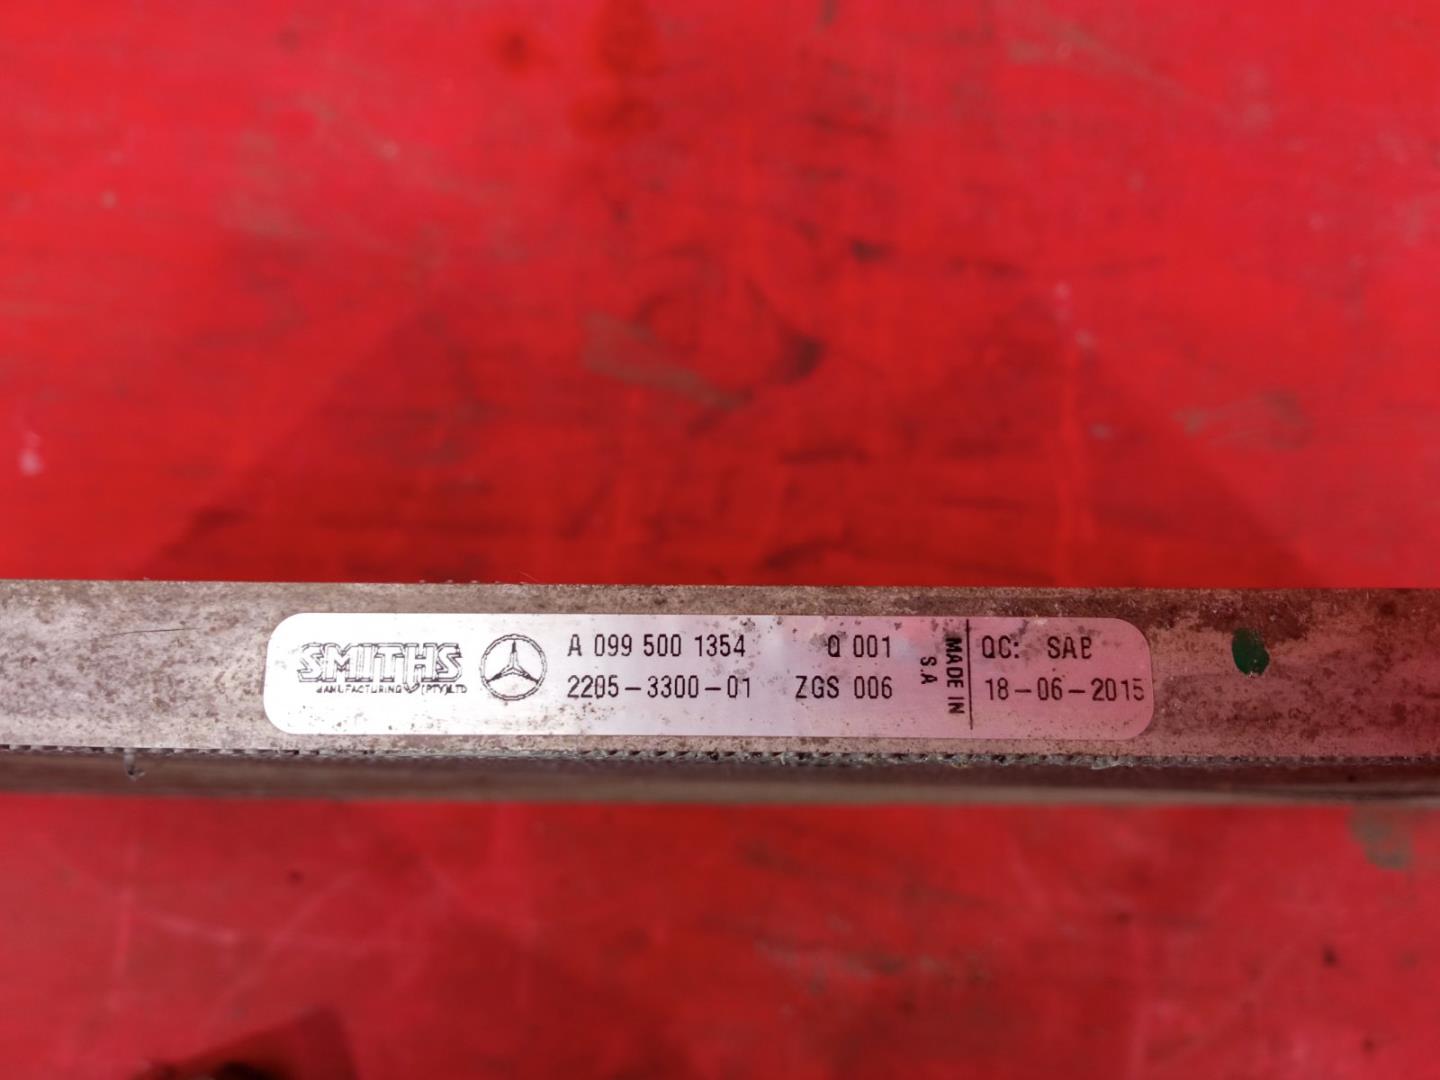 SMITHS
MANUFACTURING (PTY) LTD
A 099 500 1354 Q 001
2205-3300-01 ZGS 006
MADE IN
S.A
QC: SAB
18-06-2015